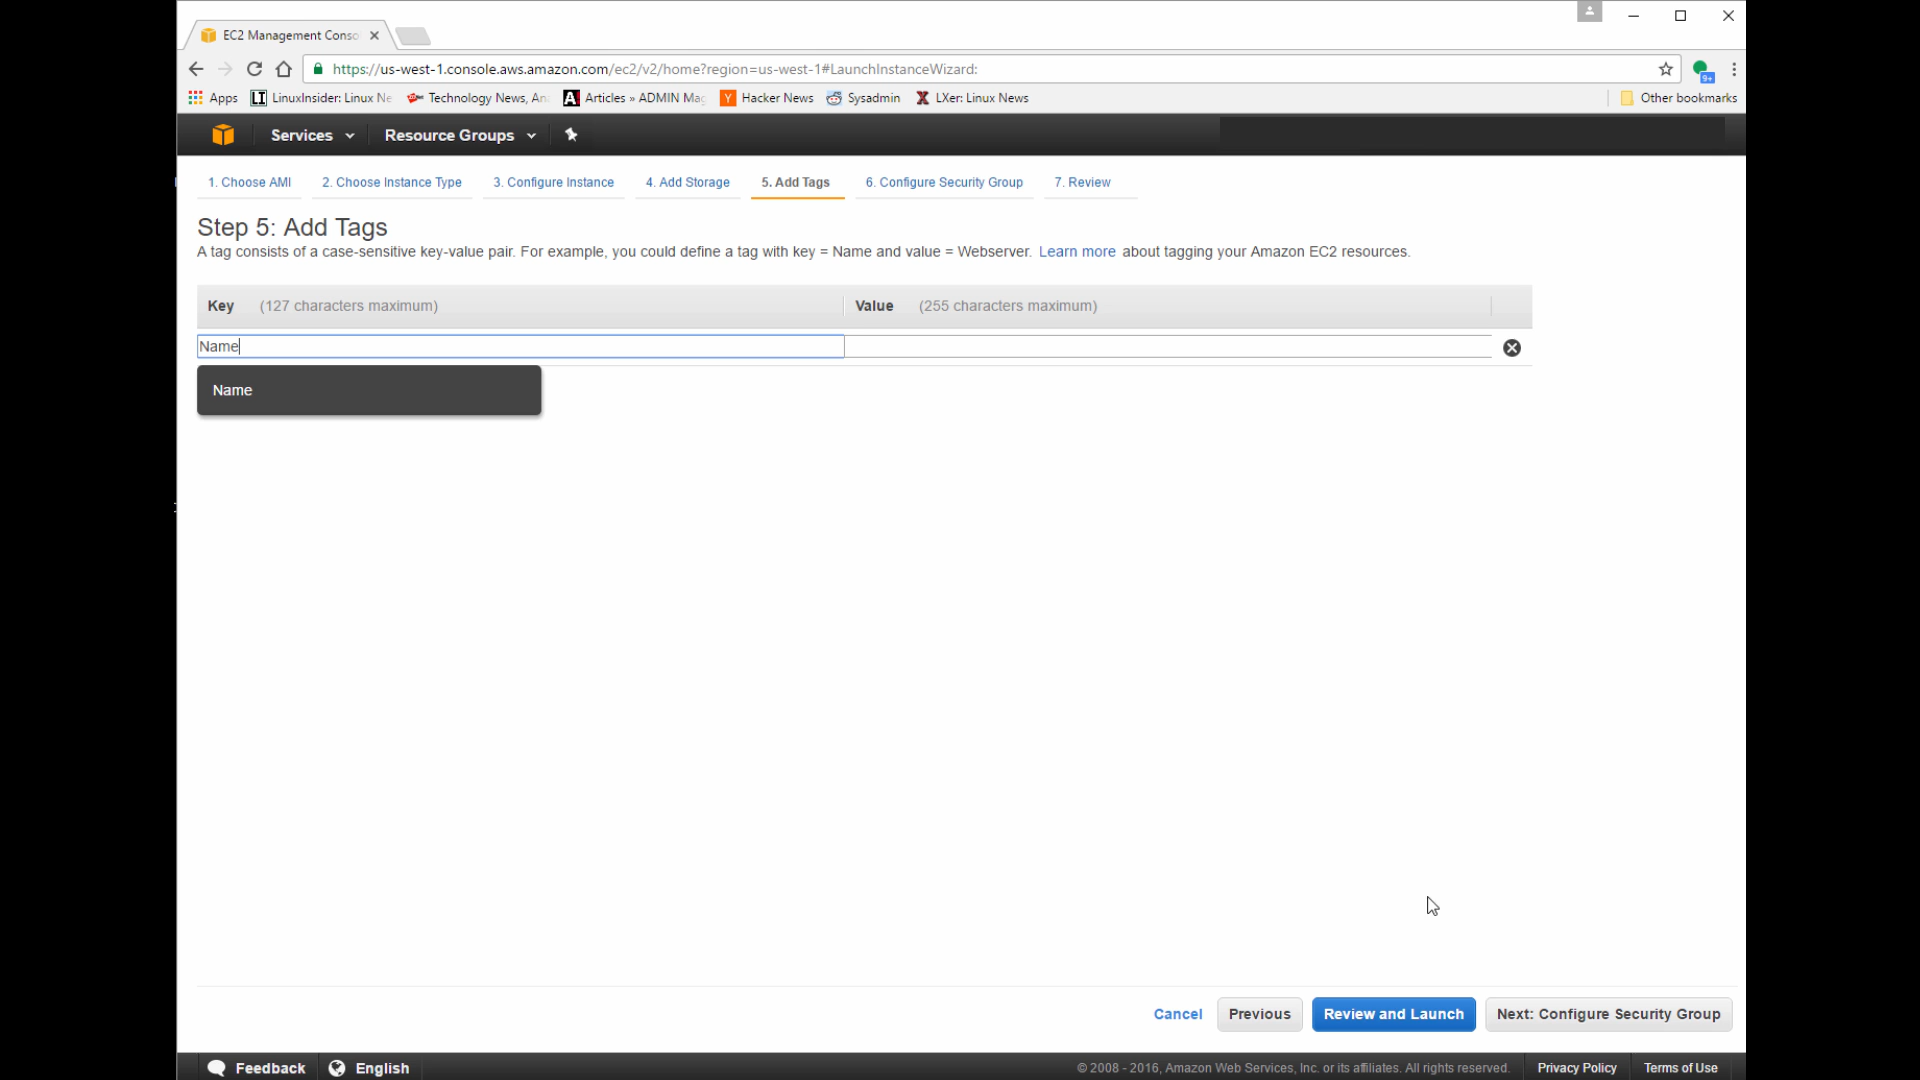 EC2 Management Conso
https://us-west-1.console.aws.amazon.com/ec2/v2/home?region=us-west-1#LaunchInstanceWizard:
9+
Apps LinuxInsider: Linux Ne Technology News, An Articles » ADMIN Mag Hacker News Sysadmin LXer: Linux News Other bookmarks
Services Resource Groups
1. Choose AMI 2. Choose Instance Type 3. Configure Instance 4. Add Storage 5. Add Tags 6. Configure Security Group 7. Review
Step 5: Add Tags
A tag consists of a case-sensitive key-value pair. For example, you could define a tag with key = Name and value = Webserver. Learn more about tagging your Amazon EC2 resources.
Key (127 characters maximum) Value (255 characters maximum)
Name
Name
Cancel Previous Review and Launch Next: Configure Security Group
Feedback English © 2008 - 2016, Amazon Web Services, Inc. or its affiliates. All rights reserved. Privacy Policy Terms of Use